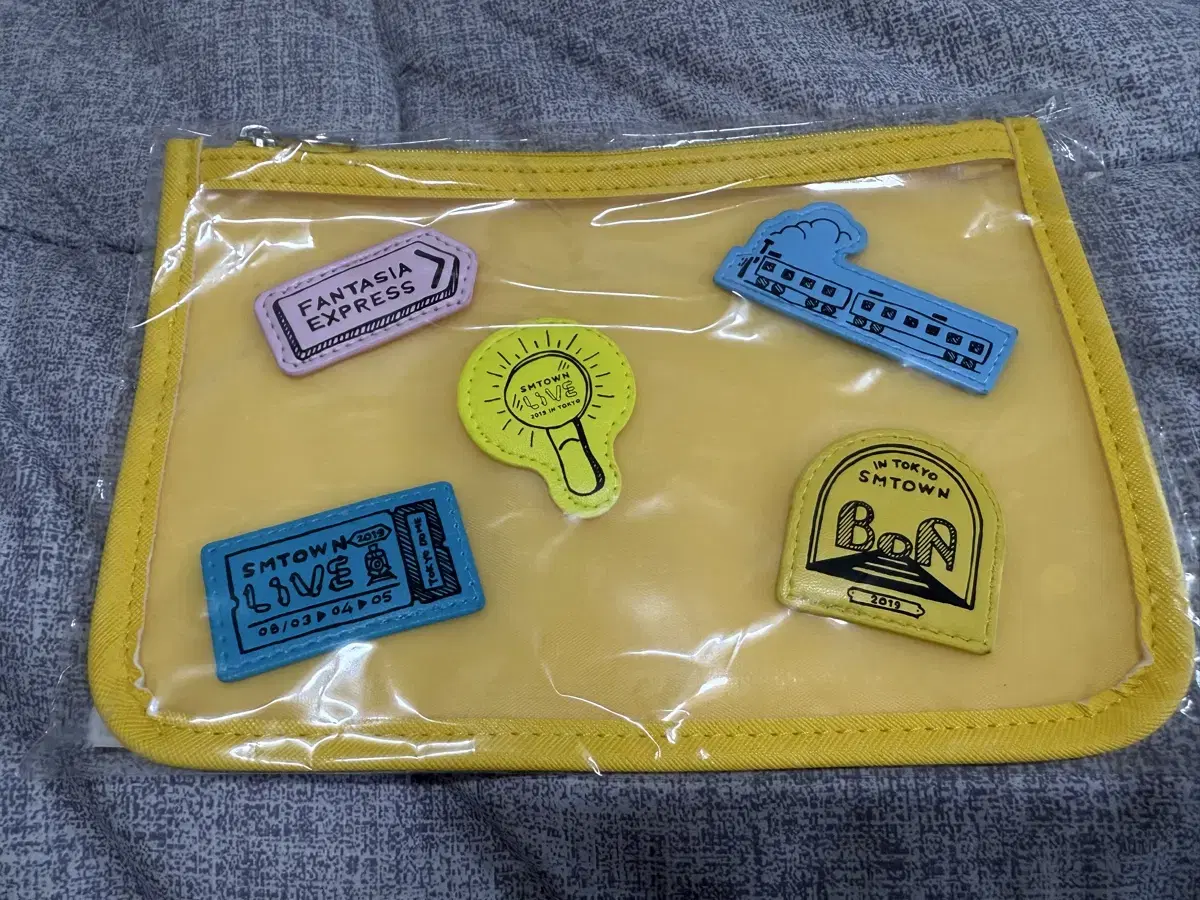 FANTASIA
EXPRESS
SMTOWN
LIVE
2019 IN TOKYO
IN TOKYO
SMTOWN
BoA
2019
SMTOWN
2019
LIVE
08/03▶04▶05